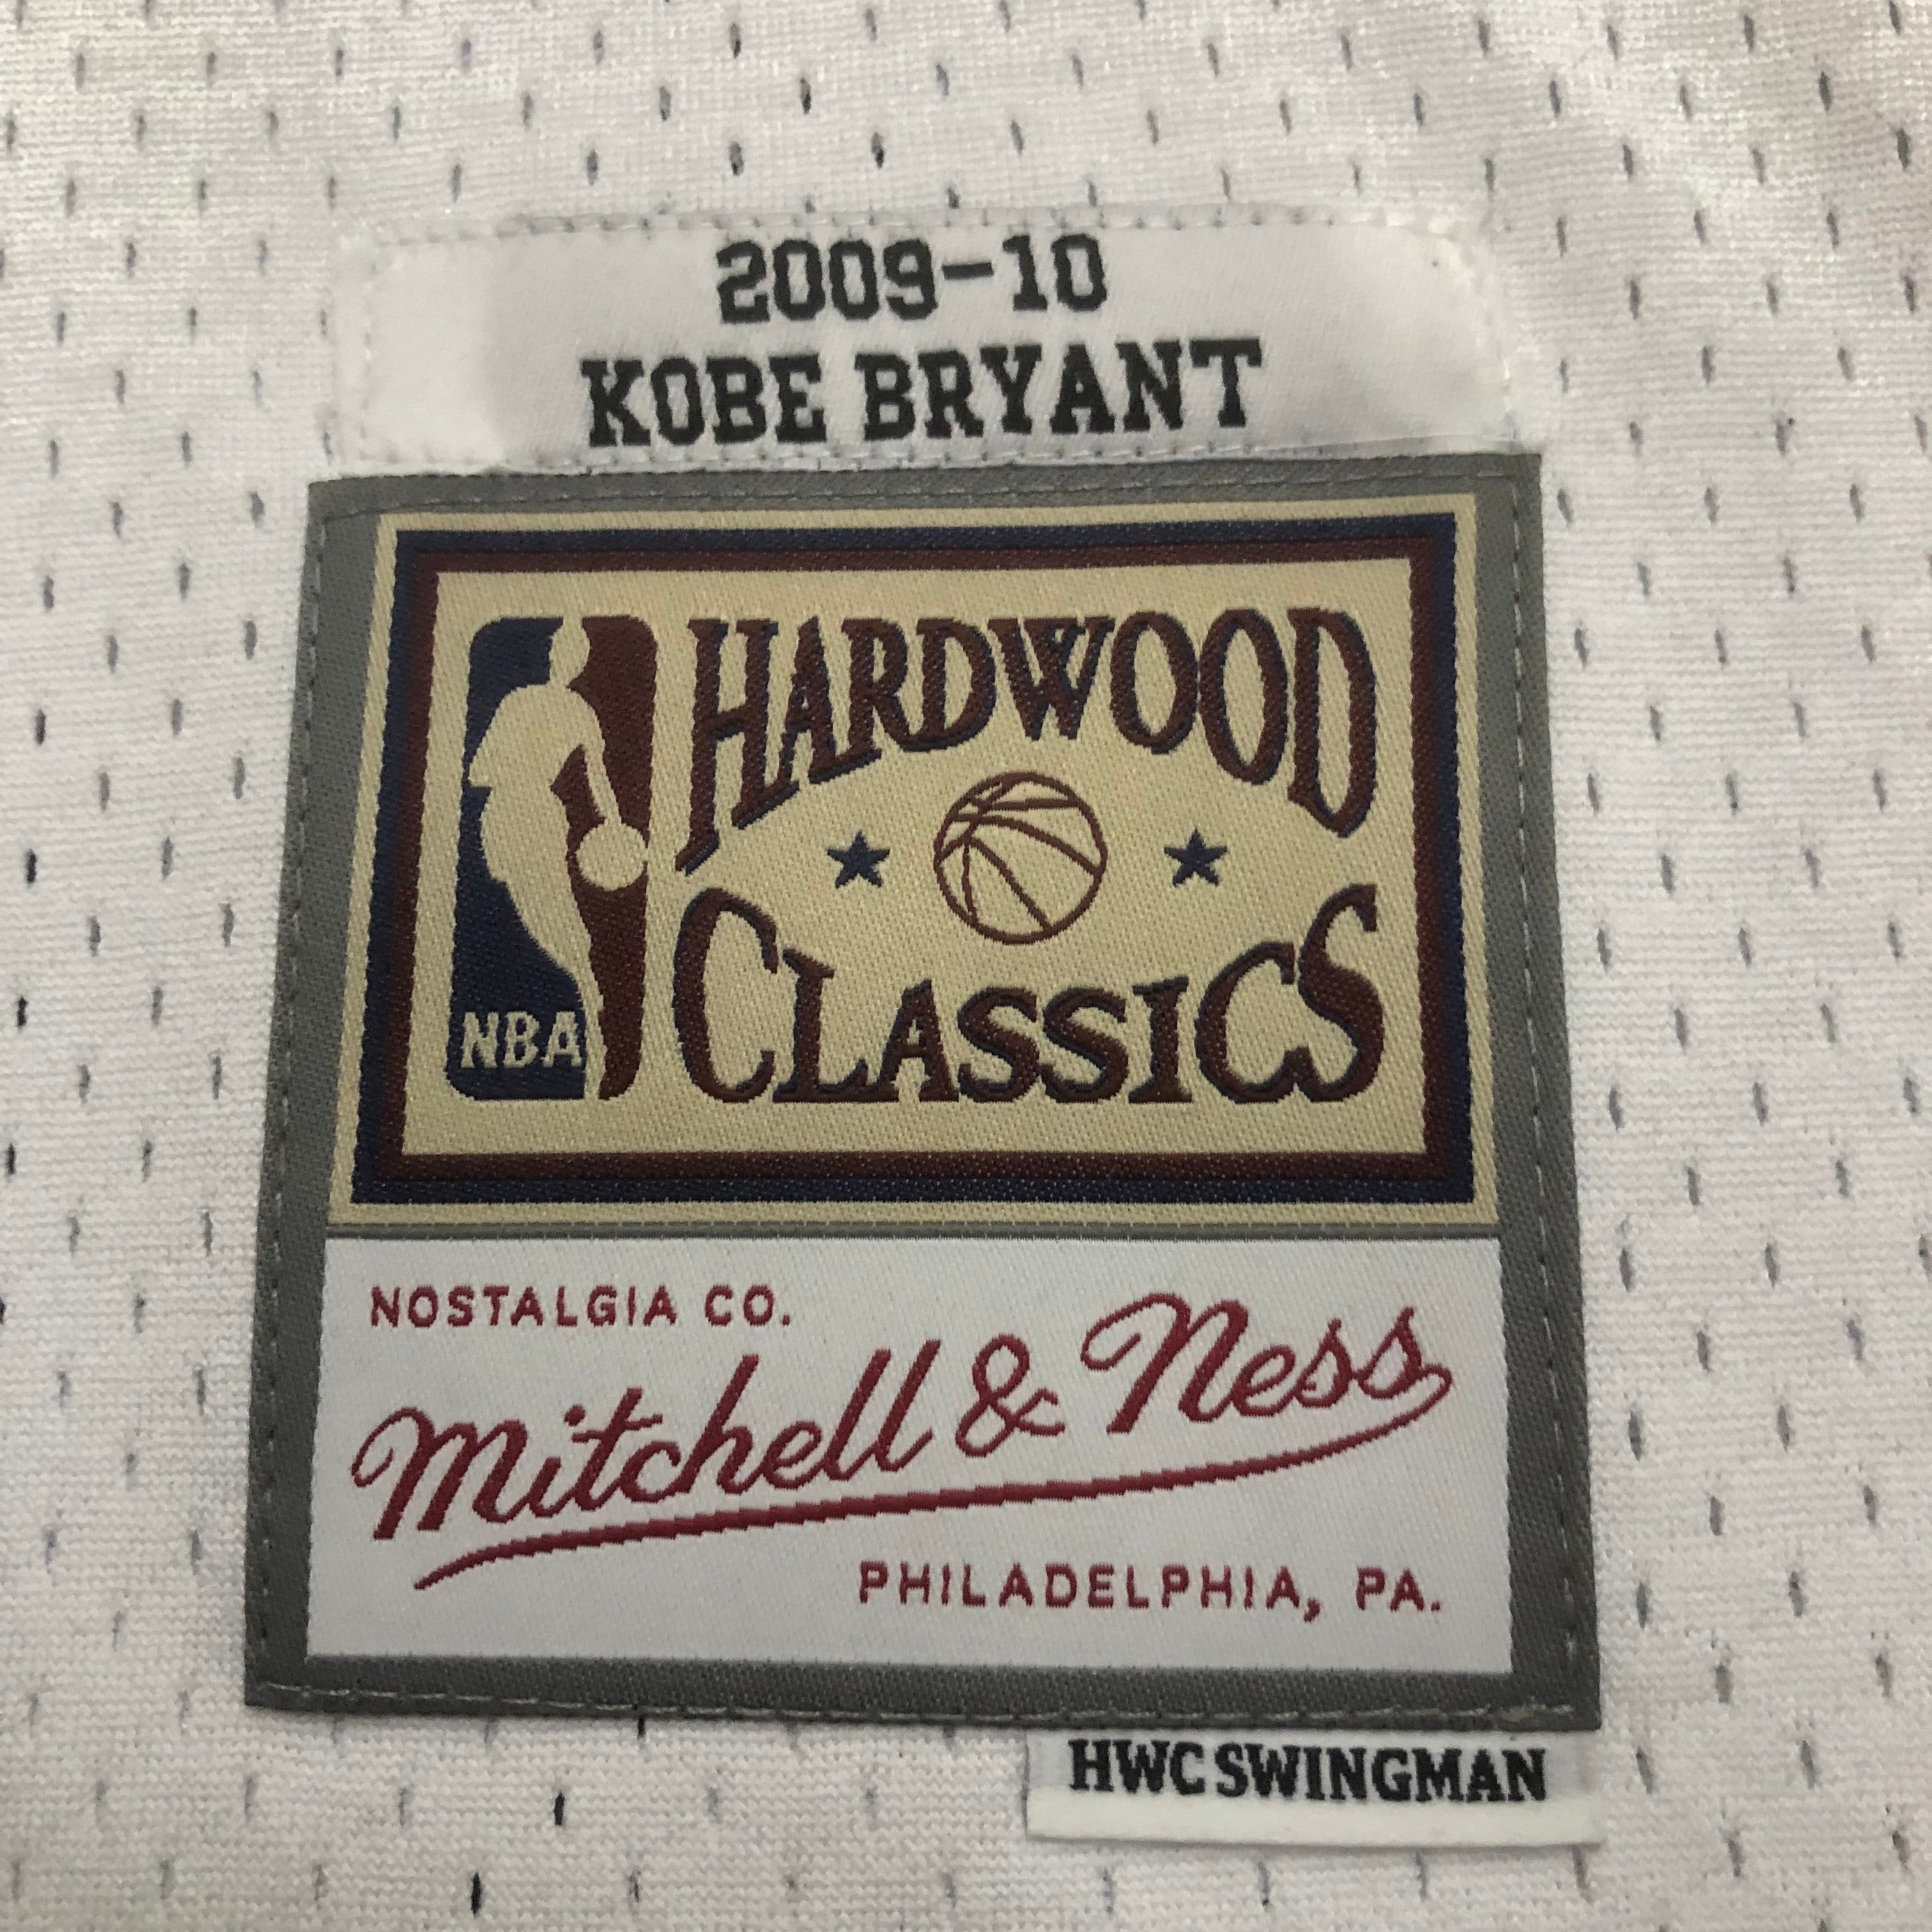 2009-10
KOBE BRYANT
HARDWOOD
CLASSICS
NBA
NOSTALGIA CO.
Mitchell & Ness
PHILADELPHIA, PA.
HWC SWINGMAN